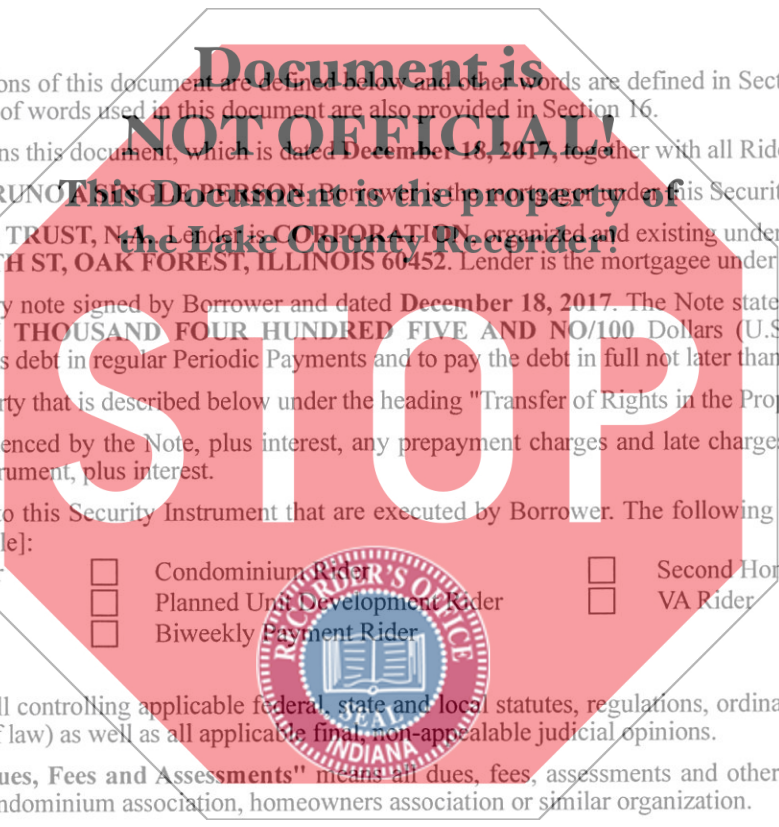 Document is
ons of this document are defined below and other words are defined in Sect
of words used in this document are also provided in Section 16.
NOT OFFICIAL!
ns this document, which is dated December 18, 2017, together with all Ride
This Document is the property of
RUNO A SINGLE PERSON. Borrower is the mortgagor under this Securit
the Lake County Recorder!
TRUST, N.A.. Lender is CORPORATION, organized and existing under
H ST, OAK FOREST, ILLINOIS 60452. Lender is the mortgagee under
y note signed by Borrower and dated December 18, 2017. The Note state
THOUSAND FOUR HUNDRED FIVE AND NO/100 Dollars (U.S
s debt in regular Periodic Payments and to pay the debt in full not later than
STOP
rty that is described below under the heading "Transfer of Rights in the Prop
enced by the Note, plus interest, any prepayment charges and late charges
rument, plus interest.
to this Security Instrument that are executed by Borrower. The following
le]:
Condominium Rider Second Hom
Planned Unit Development Rider VA Rider
Biweekly Payment Rider
RECORDER'S OFFICE
SEAL
INDIANA
ll controlling applicable federal, state and local statutes, regulations, ordina
f law) as well as all applicable final, non-appealable judicial opinions.
ues, Fees and Assessments" means all dues, fees, assessments and other
ndominium association, homeowners association or similar organization.